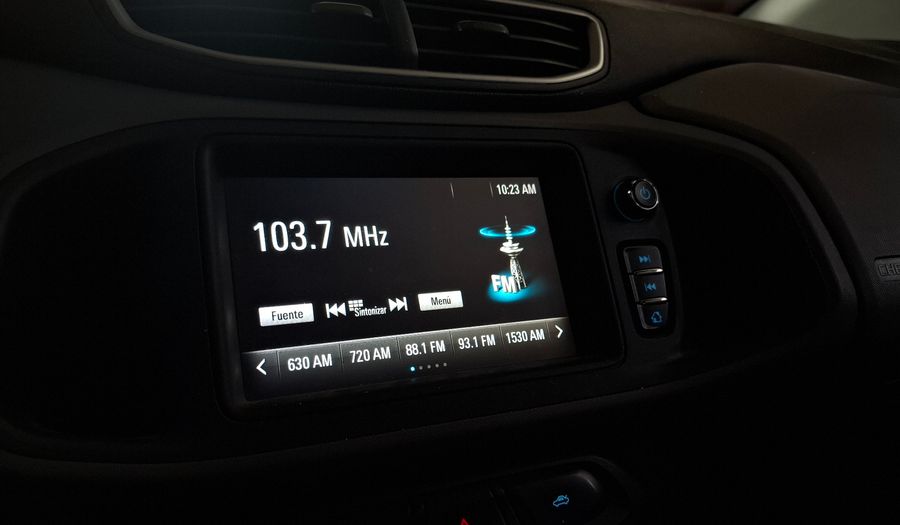 10:23 AM
103.7 MHz
FM
Fuente
Sintonizar
Menú
630 AM
720 AM
88.1 FM
93.1 FM
1530 AM